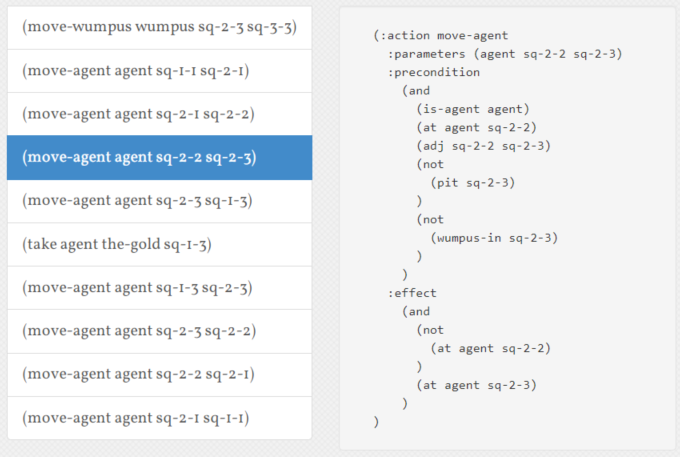 (move-wumpus wumpus sq-2-3 sq-3-3)
(move-agent agent sq-1-1 sq-2-1)
(move-agent agent sq-2-1 sq-2-2)
(move-agent agent sq-2-2 sq-2-3)
(move-agent agent sq-2-3 sq-1-3)
(take agent the-gold sq-1-3)
(move-agent agent sq-1-3 sq-2-3)
(move-agent agent sq-2-3 sq-2-2)
(move-agent agent sq-2-2 sq-2-1)
(move-agent agent sq-2-1 sq-1-1)
(:action move-agent
  :parameters (agent sq-2-2 sq-2-3)
  :precondition
    (and
      (is-agent agent)
      (at agent sq-2-2)
      (adj sq-2-2 sq-2-3)
      (not
        (pit sq-2-3)
      )
      (not
        (wumpus-in sq-2-3)
      )
    )
  :effect
    (and
      (not
        (at agent sq-2-2)
      )
      (at agent sq-2-3)
    )
)